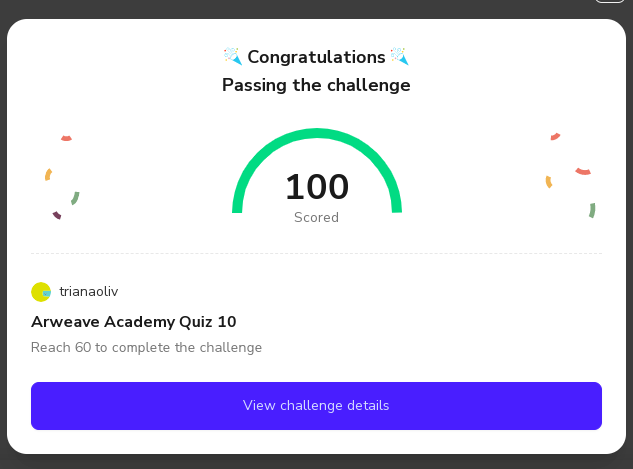 Congratulations
Passing the challenge
100
Scored
trianaoliv
Arweave Academy Quiz 10
Reach 60 to complete the challenge
View challenge details